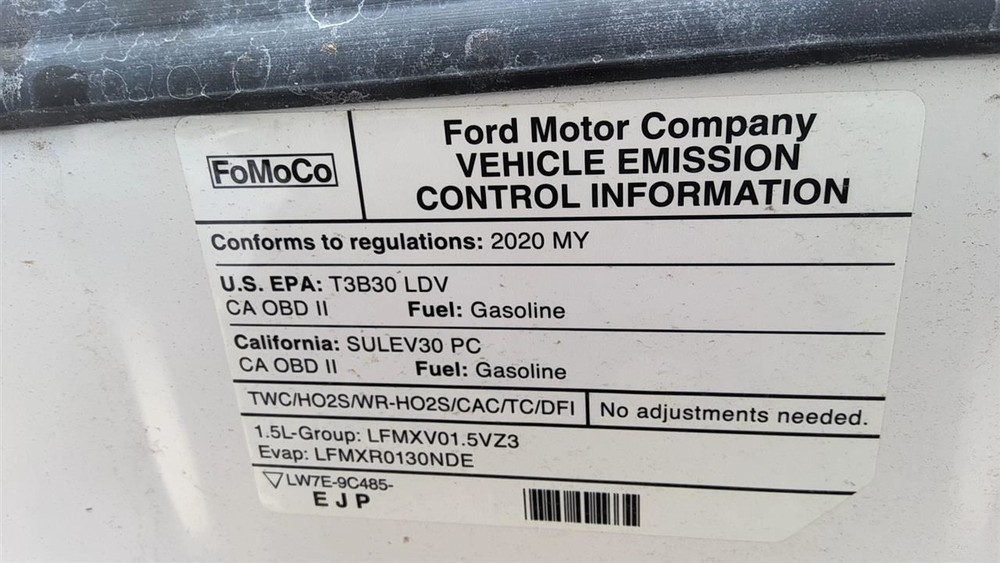 FoMoCo
Ford Motor Company
VEHICLE EMISSION
CONTROL INFORMATION
Conforms to regulations: 2020 MY
U.S. EPA: T3B30 LDV
CA OBD II Fuel: Gasoline
California: SULEV30 PC
CA OBD II Fuel: Gasoline
TWC/HO2S/WR-HO2S/CAC/TC/DFI No adjustments needed.
1.5L-Group: LFMXV01.5VZ3
Evap: LFMXR0130NDE
LW7E-9C485-
EJP